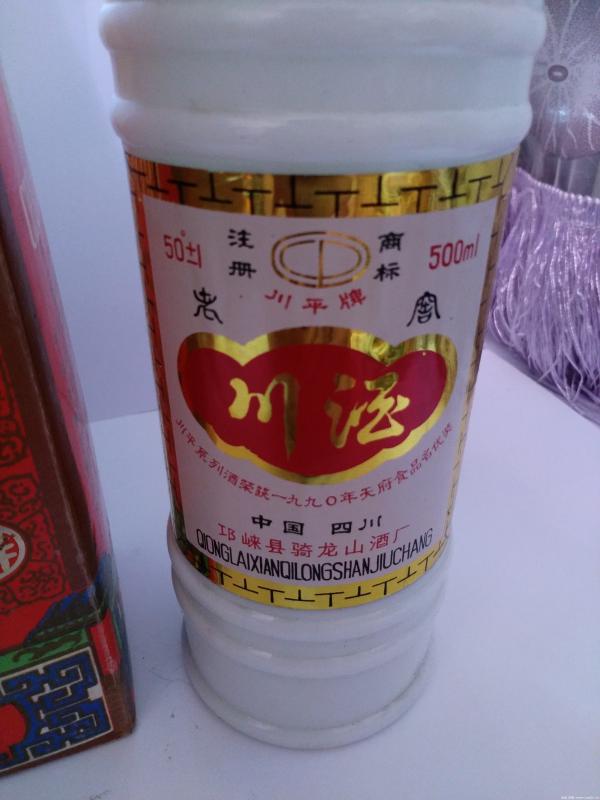 50°±1
注册
商标
500ml
川平牌
老窖
川酒
川平系列酒荣获一九九〇年天府食品名优奖
中国 四川
邛崃县骑龙山酒厂
QIONGLAIXIANQILONGSHANJIUCHANG